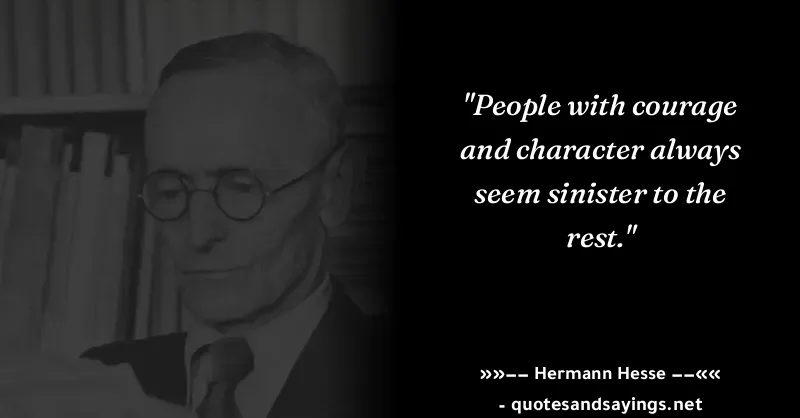 "People with courage
and character always
seem sinister to the
rest."
»»−− Hermann Hesse −−««
- quotesandsayings.net